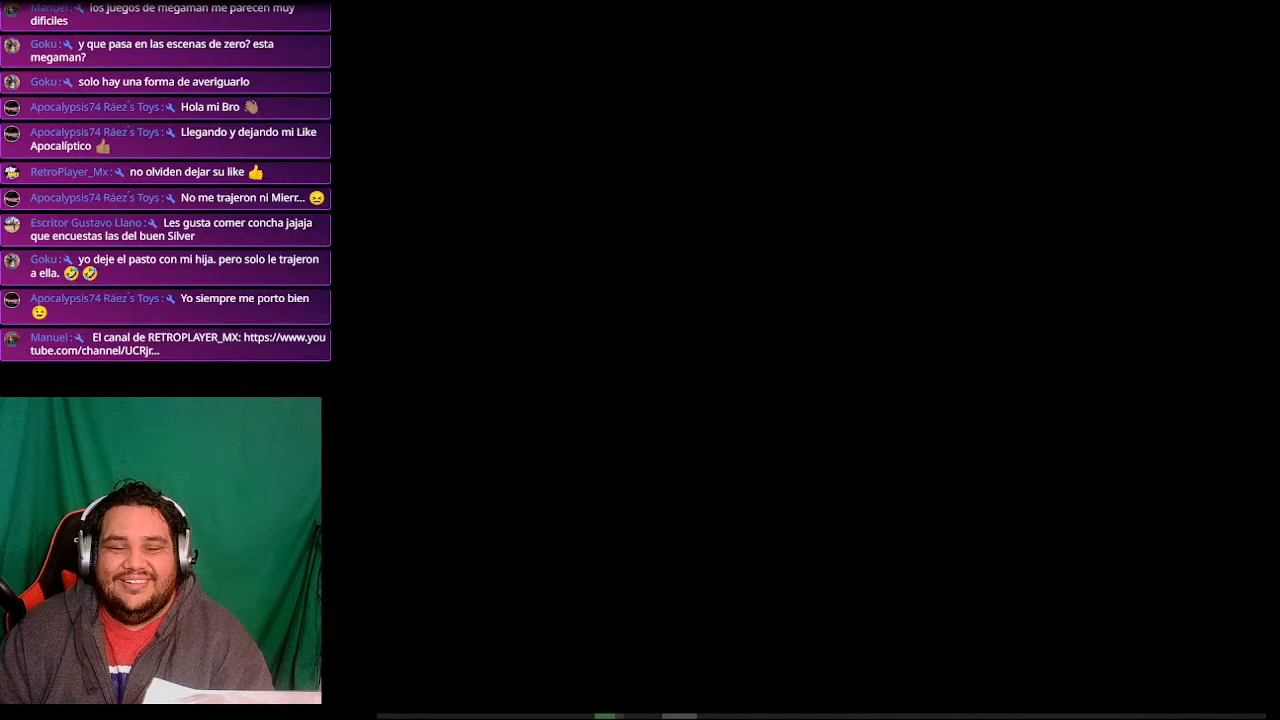 Manuel: los juegos de megaman me parecen muy
dificiles
Goku: y que pasa en las escenas de zero? esta
megaman?
Goku: solo hay una forma de averiguarlo
Apocalypsis74 Ráez´s Toys: Hola mi Bro 👋🏽
Apocalypsis74 Ráez´s Toys: Llegando y dejando mi Like
Apocalíptico 👍🏽
RetroPlayer_Mx: no olviden dejar su like 👍
Apocalypsis74 Ráez´s Toys: No me trajeron ni Mierr... 😖
Escritor Gustavo Llano: Les gusta comer concha jajaja
que encuestas las del buen Silver
Goku: yo deje el pasto con mi hija. pero solo le trajeron
a ella. 🤣 🤣
Apocalypsis74 Ráez´s Toys: Yo siempre me porto bien
😉
Manuel: El canal de RETROPLAYER_MX: https://www.you
tube.com/channel/UCRjr...